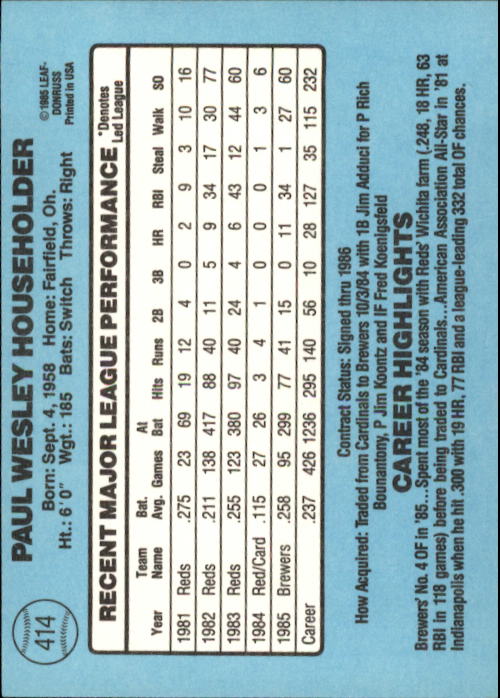 414
PAUL WESLEY HOUSEHOLDER
© 1985 LEAF-
DONRUSS
Printed in USA
Born: Sept. 4, 1958 Home: Fairfield, Oh.
Ht.: 6'0" Wgt.: 185 Bats: Switch Throws: Right
RECENT MAJOR LEAGUE PERFORMANCE *Denotes
Led League
Year Team Name Bat. Avg. Games At Bat Hits Runs 2B 3B HR RBI Steal Walk SO
1981 Reds .275 23 69 19 12 4 0 2 9 3 10 16
1982 Reds .211 138 417 88 40 11 5 9 34 17 30 77
1983 Reds .255 123 380 97 40 24 4 6 43 12 44 60
1984 Red/Card .115 27 26 3 4 1 0 0 0 1 3 6
1985 Brewers .258 95 299 77 41 15 0 11 34 1 27 60
Career .237 426 1236 295 140 56 10 28 127 35 115 232
Contract Status: Signed thru 1986
How Acquired: Traded from Cardinals to Brewers 10/3/84 with 1B Jim Adduci for P Rich
Bounantony, P Jim Koontz and IF Fred Koenigsfeld
CAREER HIGHLIGHTS
Brewers' No. 4 OF in '85...Spent most of the '84 season with Reds' Wichita farm (.248, 18 HR, 63
RBI in 118 games) before being traded to Cardinals...American Association All-Star in '81 at
Indianapolis when he hit .300 with 19 HR, 77 RBI and a league-leading 332 total OF chances.